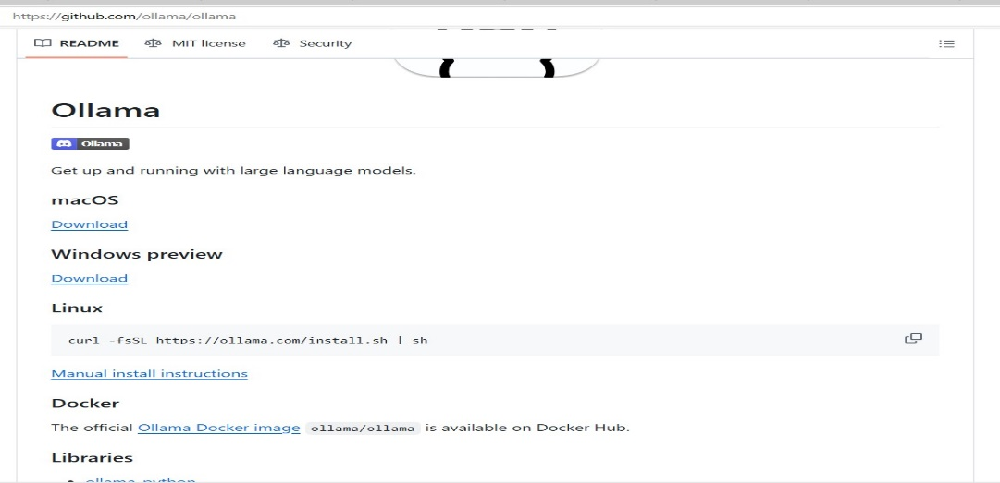 https://github.com/ollama/ollama
README MIT license Security
Ollama
Ollama
Get up and running with large language models.
macOS
Download
Windows preview
Download
Linux
curl -fsSL https://ollama.com/install.sh | sh
Manual install instructions
Docker
The official Ollama Docker image ollama/ollama is available on Docker Hub.
Libraries
ollama-python